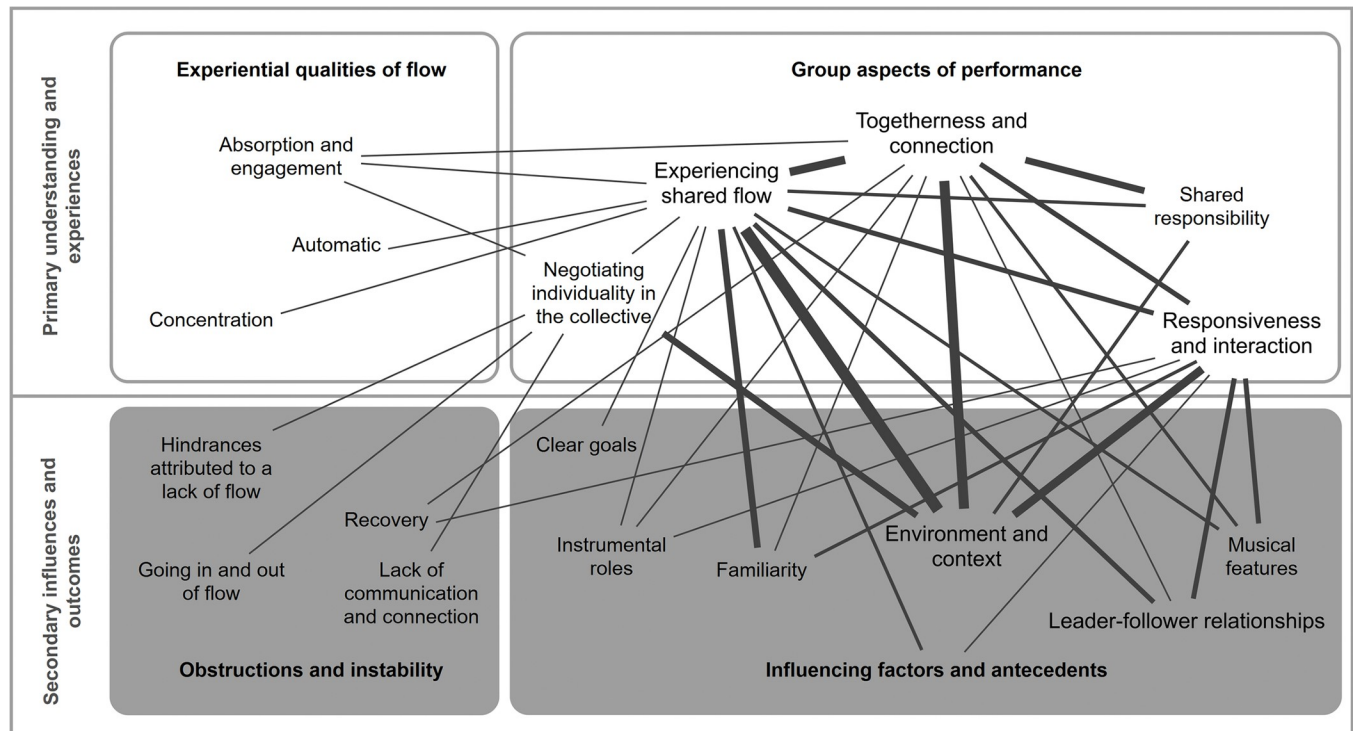 Primary understanding and
experiences
Experiential qualities of flow
Absorption and
engagement
Automatic
Concentration
Group aspects of performance
Togetherness and
connection
Experiencing
shared flow
Shared
responsibility
Negotiating
individuality in
the collective
Responsiveness
and interaction
Secondary influences and
outcomes
Hindrances
attributed to a
lack of flow
Recovery
Going in and out
of flow
Lack of
communication
and connection
Obstructions and instability
Clear goals
Instrumental
roles
Familiarity
Environment and
context
Musical
features
Leader-follower relationships
Influencing factors and antecedents